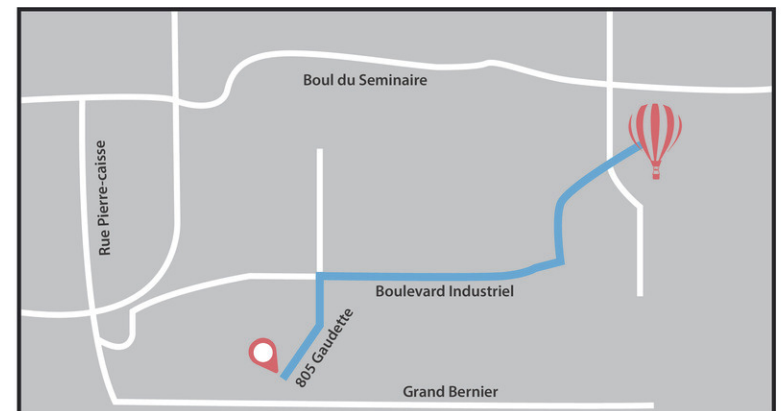 Boul du Seminaire
Rue Pierre-caisse
Boulevard Industriel
805 Gaudette
Grand Bernier